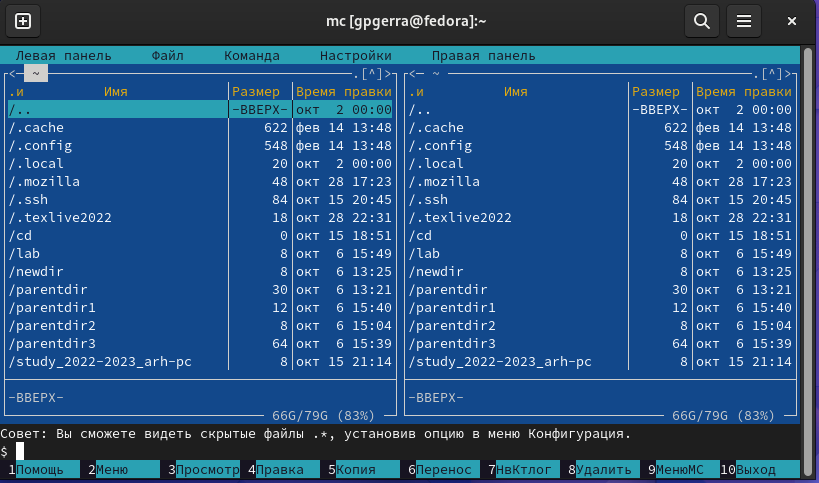 mc [gpgerra@fedora]:~
Левая панель Файл Команда Настройки Правая панель
<— ~ .[^]> <— ~ .[^]>
.и Имя Размер Время правки .и Имя Размер Время правки
/.. -ВВЕРХ- окт 2 00:00 /.. -ВВЕРХ- окт 2 00:00
/.cache 622 фев 14 13:48 /.cache 622 фев 14 13:48
/.config 548 фев 14 13:48 /.config 548 фев 14 13:48
/.local 20 окт 2 00:00 /.local 20 окт 2 00:00
/.mozilla 48 окт 28 17:23 /.mozilla 48 окт 28 17:23
/.ssh 84 окт 15 20:45 /.ssh 84 окт 15 20:45
/.texlive2022 18 окт 28 22:31 /.texlive2022 18 окт 28 22:31
/cd 0 окт 15 18:51 /cd 0 окт 15 18:51
/lab 8 окт 6 15:49 /lab 8 окт 6 15:49
/newdir 8 окт 6 13:25 /newdir 8 окт 6 13:25
/parentdir 30 окт 6 13:21 /parentdir 30 окт 6 13:21
/parentdir1 12 окт 6 15:40 /parentdir1 12 окт 6 15:40
/parentdir2 8 окт 6 15:04 /parentdir2 8 окт 6 15:04
/parentdir3 64 окт 6 15:39 /parentdir3 64 окт 6 15:39
/study_2022-2023_arh-pc 8 окт 15 21:14 /study_2022-2023_arh-pc 8 окт 15 21:14
-ВВЕРХ- -ВВЕРХ-
66G/79G (83%) 66G/79G (83%)
Совет: Вы сможете видеть скрытые файлы .*, установив опцию в меню Конфигурация.
$
1Помощь 2Меню 3Просмотр 4Правка 5Копия 6Перенос 7НвКтлог 8Удалить 9МенюМС 10Выход